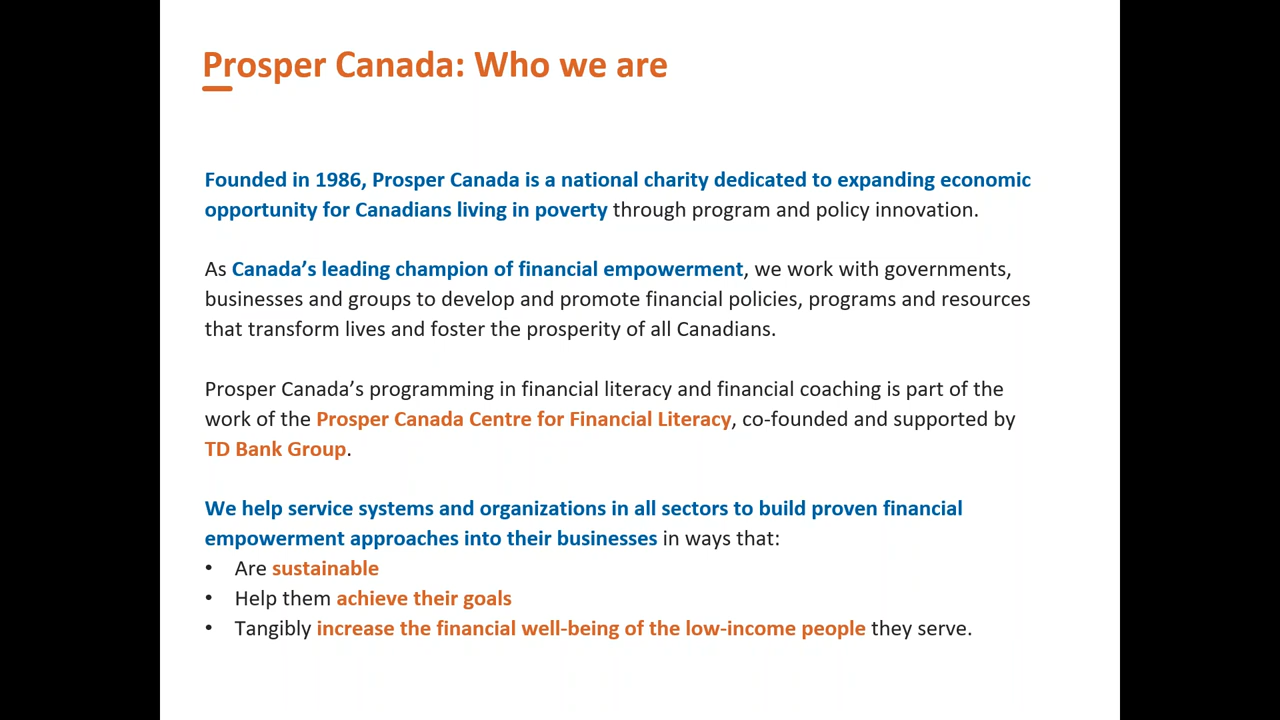 Prosper Canada: Who we are
Founded in 1986, Prosper Canada is a national charity dedicated to expanding economic
opportunity for Canadians living in poverty through program and policy innovation.
As Canada’s leading champion of financial empowerment, we work with governments,
businesses and groups to develop and promote financial policies, programs and resources
that transform lives and foster the prosperity of all Canadians.
Prosper Canada’s programming in financial literacy and financial coaching is part of the
work of the Prosper Canada Centre for Financial Literacy, co-founded and supported by
TD Bank Group.
We help service systems and organizations in all sectors to build proven financial
empowerment approaches into their businesses in ways that:
• Are sustainable
• Help them achieve their goals
• Tangibly increase the financial well-being of the low-income people they serve.